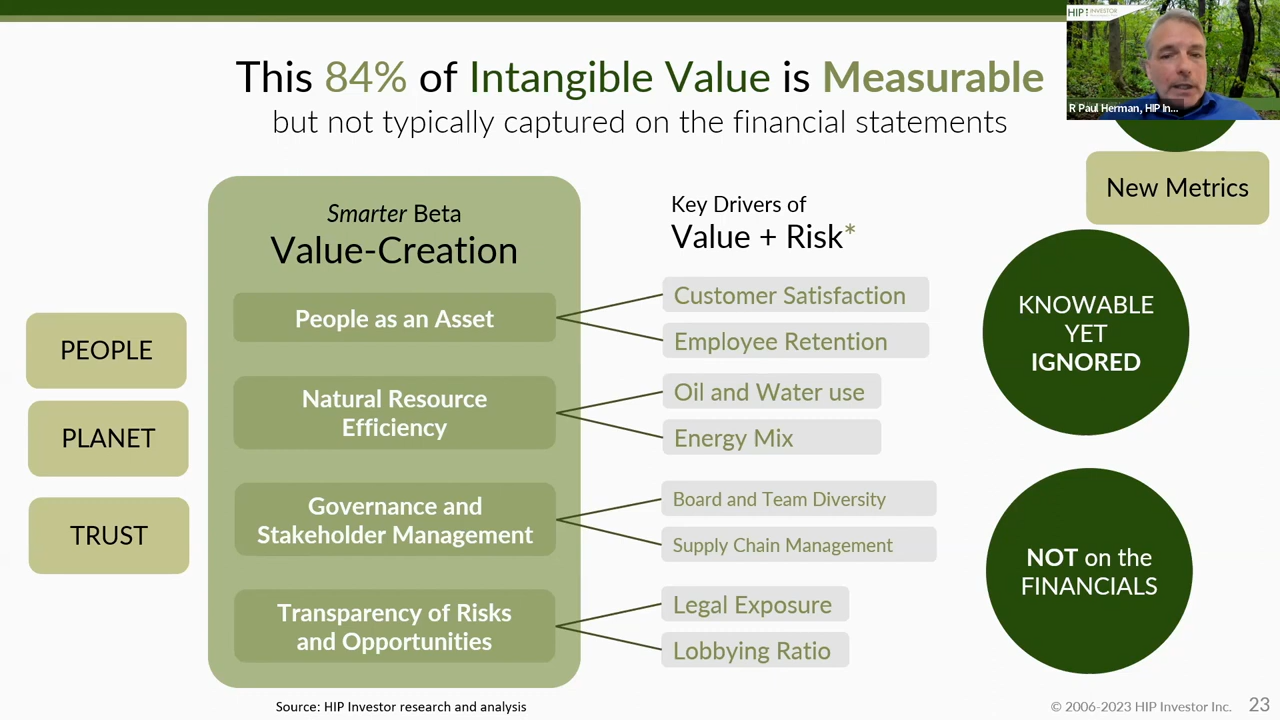 This 84% of Intangible Value is Measurable
but not typically captured on the financial statements
HIP: INVESTOR
R Paul Herman, HIP In...
New Metrics
PEOPLE
PLANET
TRUST
Smarter Beta
Value-Creation
People as an Asset
Natural Resource
Efficiency
Governance and
Stakeholder Management
Transparency of Risks
and Opportunities
Key Drivers of
Value + Risk*
Customer Satisfaction
Employee Retention
Oil and Water use
Energy Mix
Board and Team Diversity
Supply Chain Management
Legal Exposure
Lobbying Ratio
KNOWABLE
YET
IGNORED
NOT on the
FINANCIALS
Source: HIP Investor research and analysis
© 2006-2023 HIP Investor Inc. 23